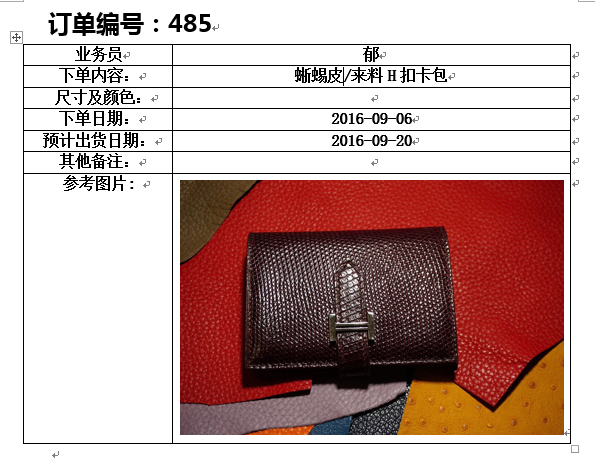 订单编号：485
业务员 郁
下单内容： 蜥蜴皮/来料 H 扣卡包
尺寸及颜色：
下单日期： 2016-09-06
预计出货日期： 2016-09-20
其他备注：
参考图片：